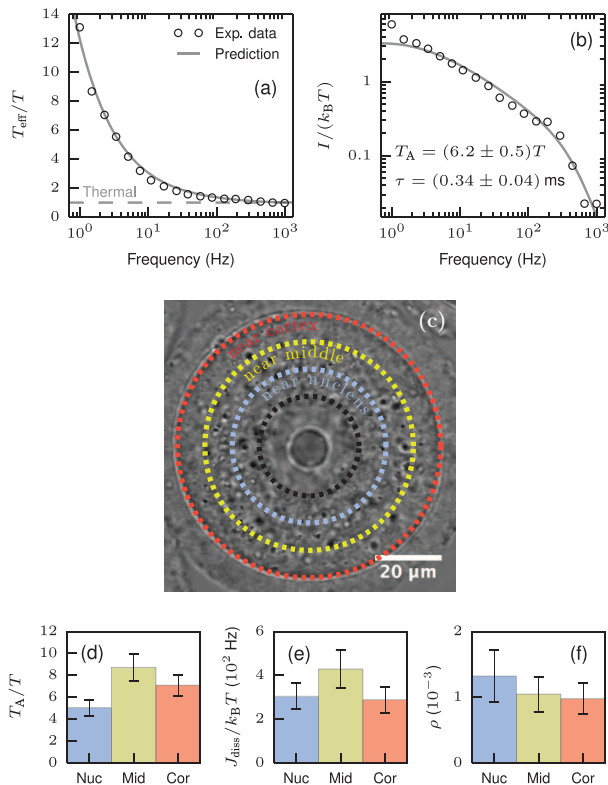 14
12
10
8
6
4
2
0
T_eff/T
Exp. data
Prediction
(a)
Thermal
10^0 10^1 10^2 10^3
Frequency (Hz)
(b)
1
0.1
I/(k_BT)
T_A = (6.2 ± 0.5)T
τ = (0.34 ± 0.04) ms
10^0 10^1 10^2 10^3
Frequency (Hz)
(c)
near cortex
near middle
near nucleus
20 µm
12
10
8
6
4
2
0
T_A/T
(d)
Nuc Mid Cor
6
4
2
0
J_diss/k_BT (10^2 Hz)
(e)
Nuc Mid Cor
2
1
0
ρ (10^−3)
(f)
Nuc Mid Cor